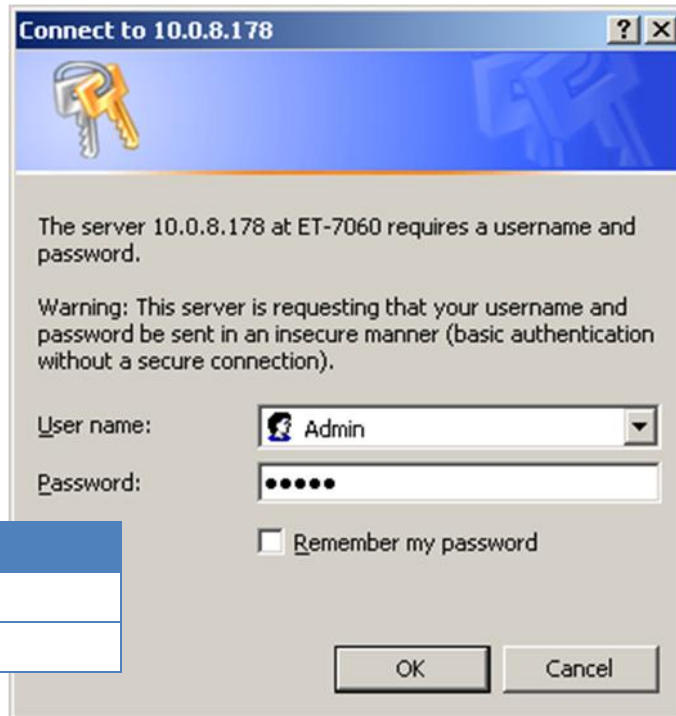 Connect to 10.0.8.178
The server 10.0.8.178 at ET-7060 requires a username and
password.
Warning: This server is requesting that your username and
password be sent in an insecure manner (basic authentication
without a secure connection).
User name:
Admin
Password:
•••••
Remember my password
OK
Cancel